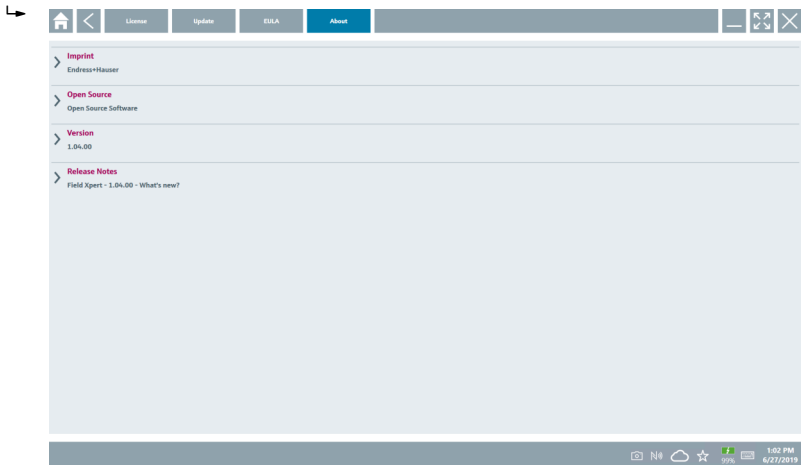 License Update EULA About
Imprint
Endress+Hauser
Open Source
Open Source Software
Version
1.04.00
Release Notes
Field Xpert - 1.04.00 - What's new?
1:02 PM
99% 6/27/2019